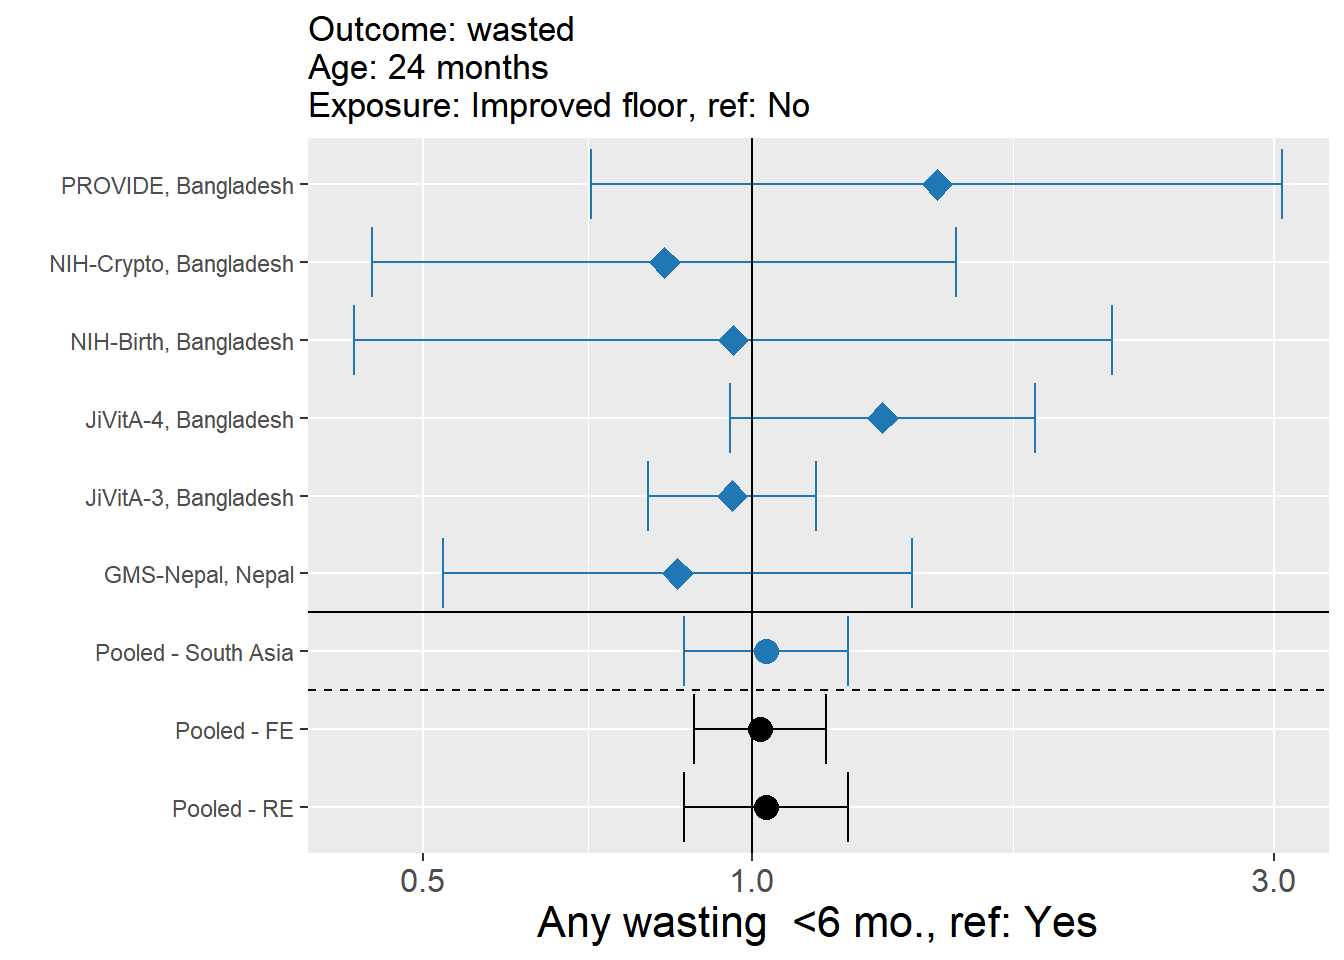 Outcome: wasted
Age: 24 months
Exposure: Improved floor, ref: No
PROVIDE, Bangladesh
NIH-Crypto, Bangladesh
NIH-Birth, Bangladesh
JiVitA-4, Bangladesh
JiVitA-3, Bangladesh
GMS-Nepal, Nepal
Pooled - South Asia
Pooled - FE
Pooled - RE
0.5 1.0 3.0
Any wasting  <6 mo., ref: Yes